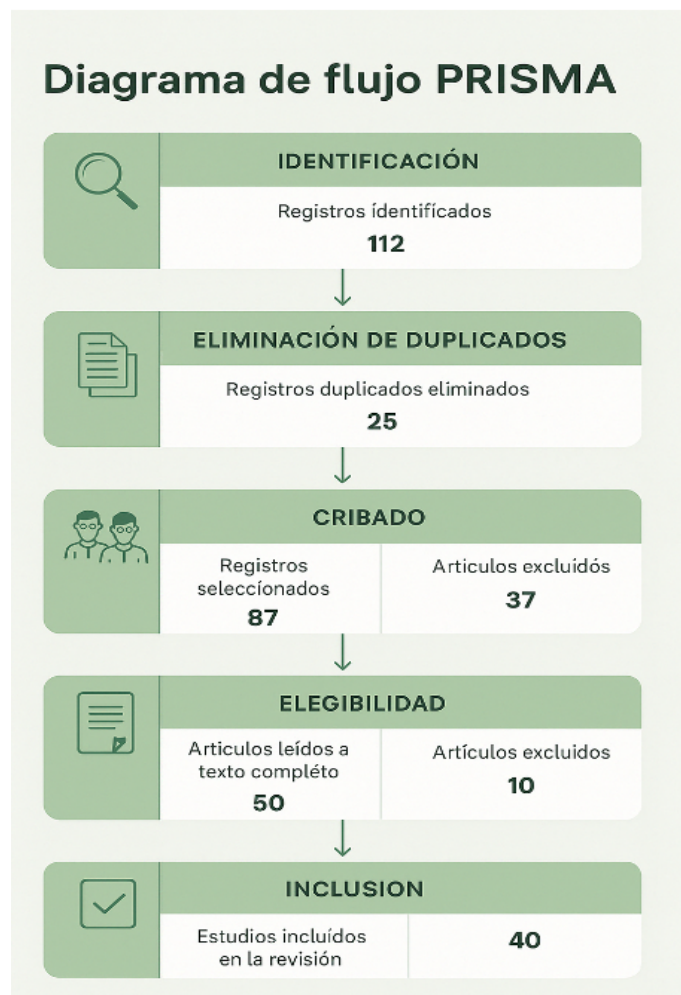 Diagrama de flujo PRISMA
IDENTIFICACIÓN
Registros ídentifícados
112
ELIMINACIÓN DE DUPLICADOS
Registros duplicados eliminados
25
CRIBADO
Registros
seleccíonados
87
Articulos excluidós
37
ELEGIBILIDAD
Articulos leídos a
texto compléto
50
Artículos excluidos
10
INCLUSION
Estudios incluídos
en la revisión
40